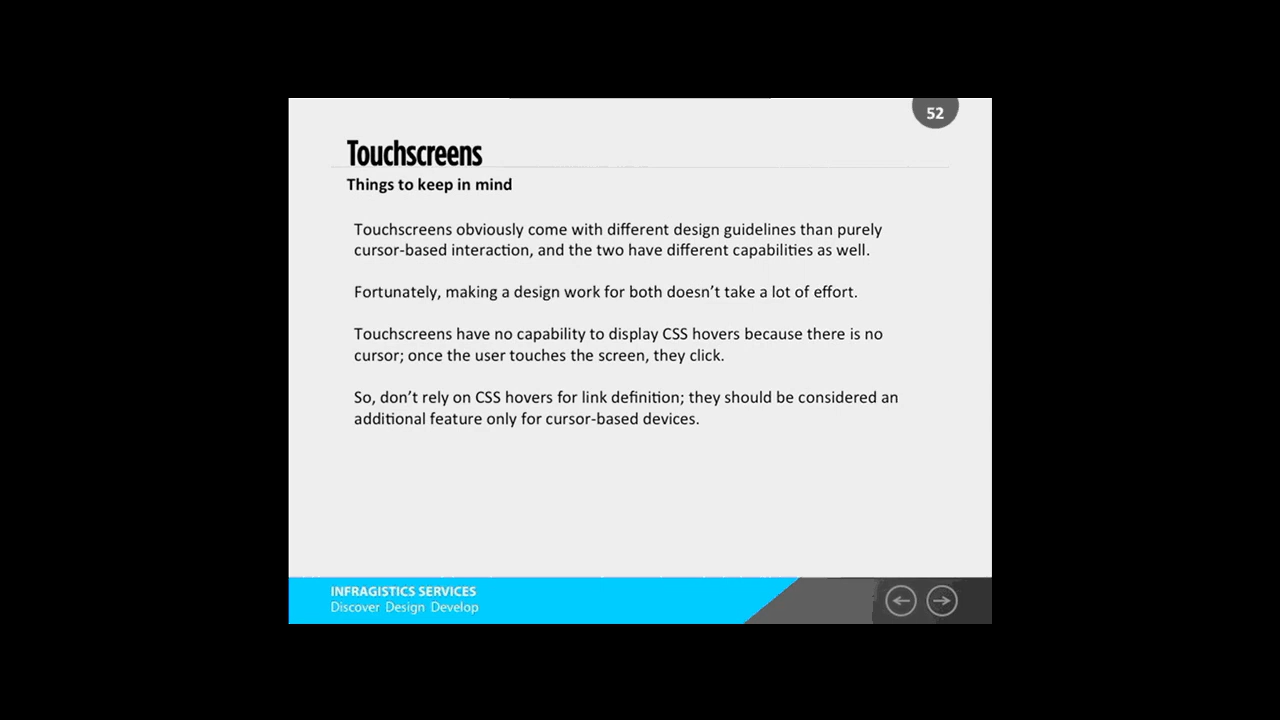 52
Touchscreens
Things to keep in mind
Touchscreens obviously come with different design guidelines than purely
cursor-based interaction, and the two have different capabilities as well.
Fortunately, making a design work for both doesn’t take a lot of effort.
Touchscreens have no capability to display CSS hovers because there is no
cursor; once the user touches the screen, they click.
So, don’t rely on CSS hovers for link definition; they should be considered an
additional feature only for cursor-based devices.
INFRAGISTICS SERVICES
Discover Design Develop